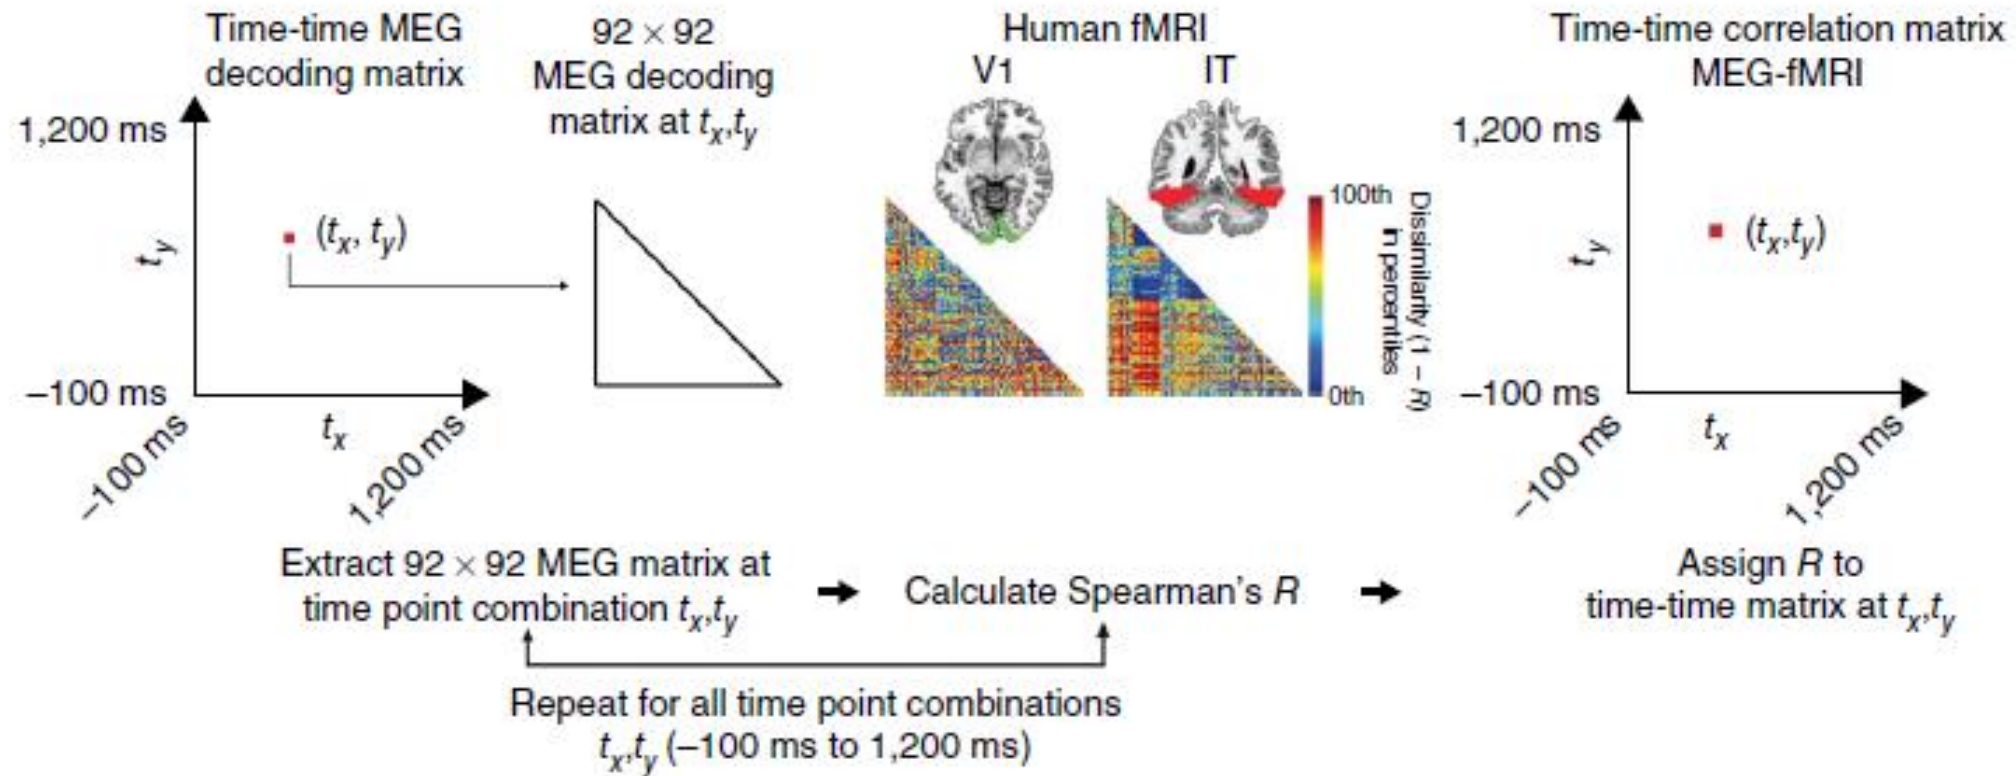 Time-time MEG
decoding matrix
92 × 92
MEG decoding
matrix at tx,ty
Human fMRI
V1
IT
Time-time correlation matrix
MEG-fMRI
1,200 ms
ty
(tx, ty)
–100 ms
–100 ms
tx
1,200 ms
100th
0th
Dissimilarity (1 – R)
in percentiles
1,200 ms
ty
(tx,ty)
–100 ms
–100 ms
tx
1,200 ms
Extract 92 × 92 MEG matrix at
time point combination tx,ty
Calculate Spearman's R
Assign R to
time-time matrix at tx,ty
Repeat for all time point combinations
tx,ty (–100 ms to 1,200 ms)